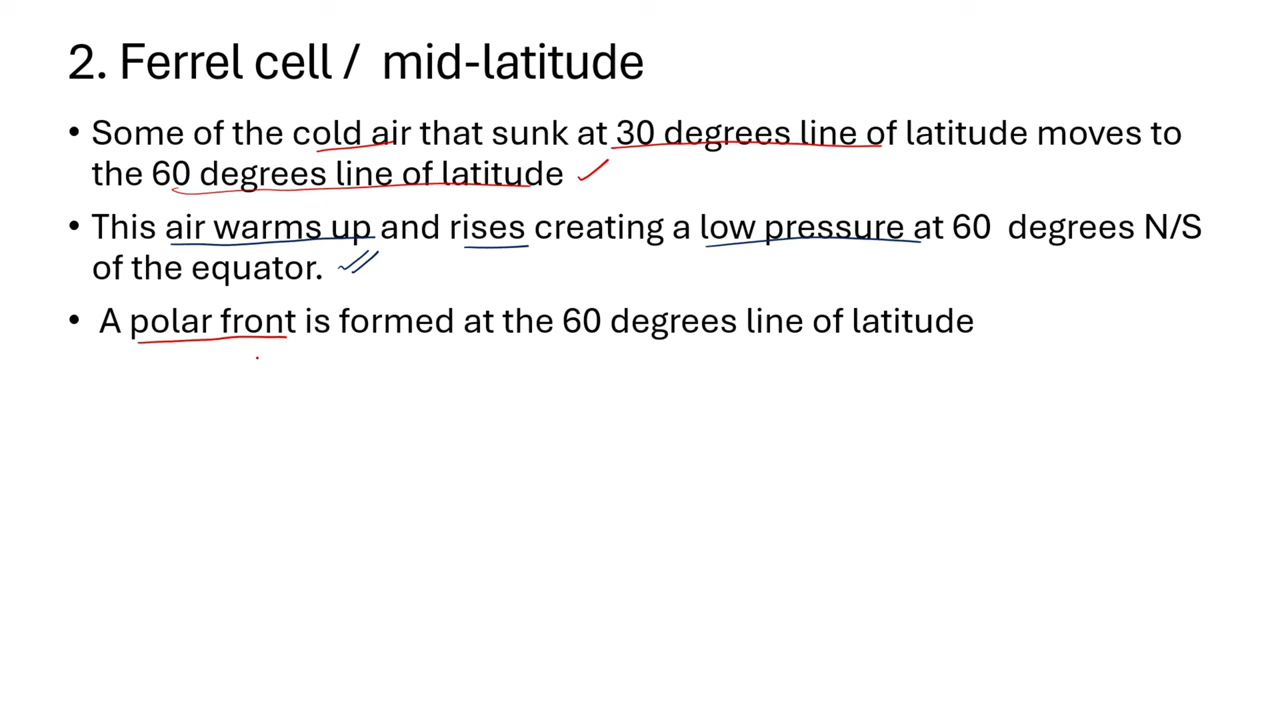 2. Ferrel cell / mid-latitude
• Some of the cold air that sunk at 30 degrees line of latitude moves to
the 60 degrees line of latitude
• This air warms up and rises creating a low pressure at 60 degrees N/S
of the equator.
• A polar front is formed at the 60 degrees line of latitude